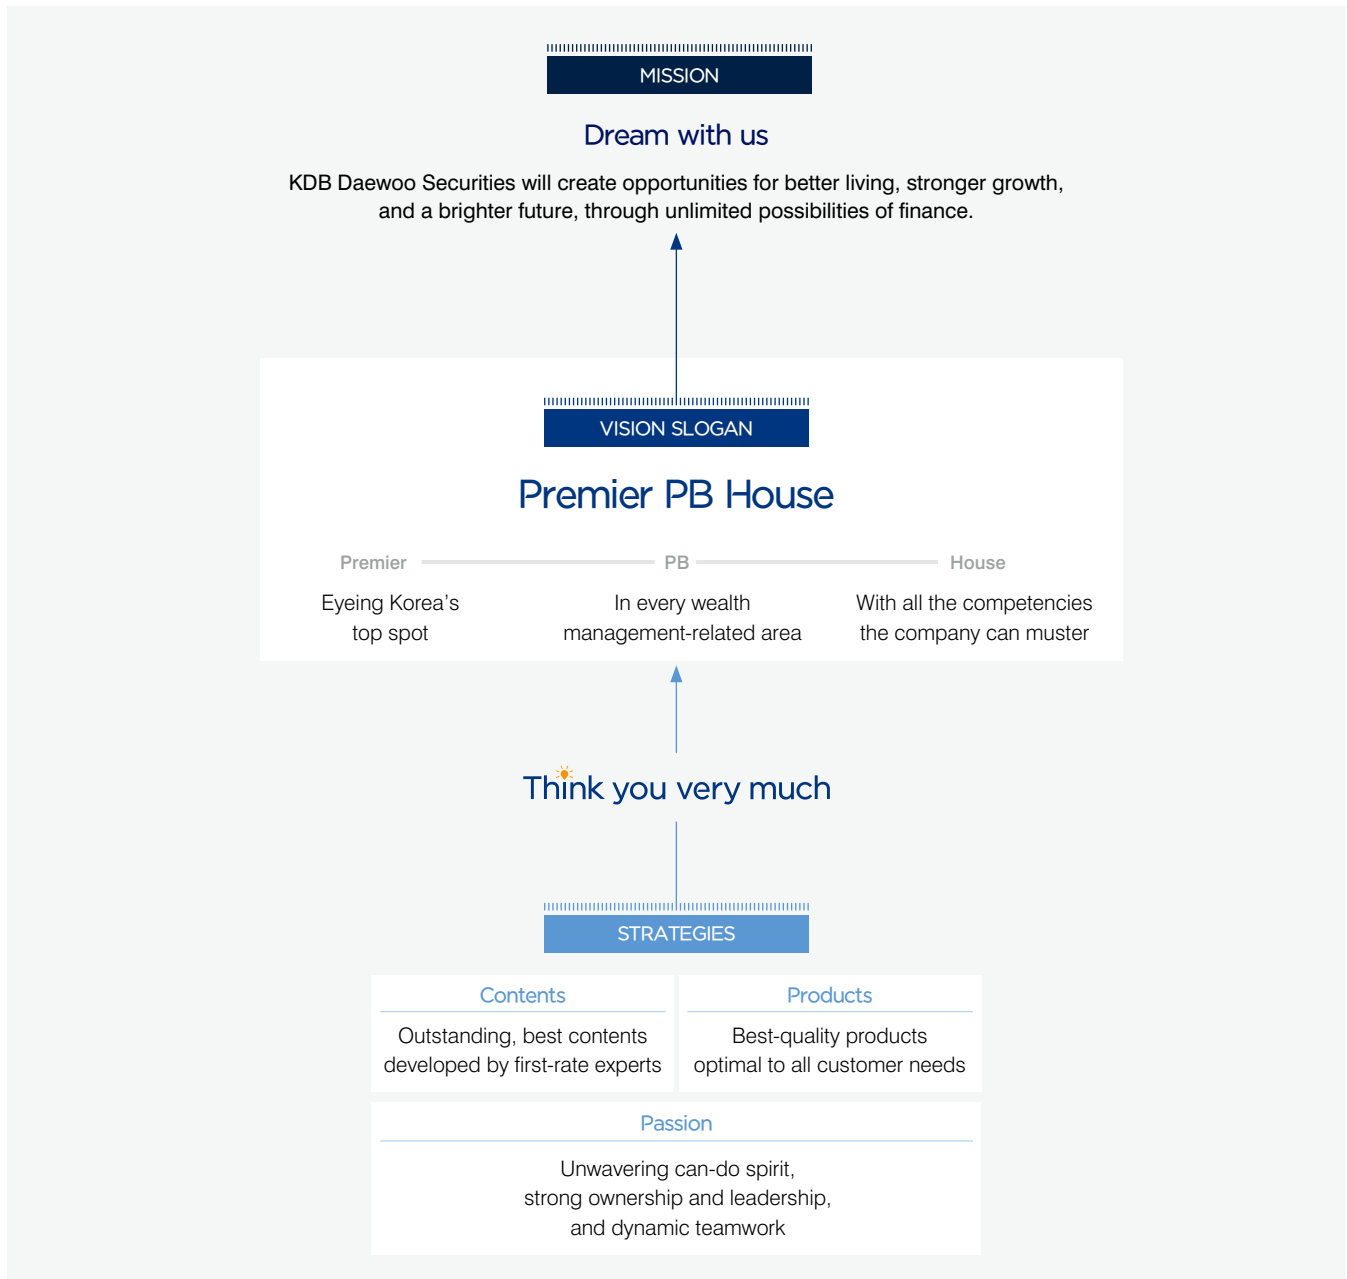 MISSION
Dream with us
KDB Daewoo Securities will create opportunities for better living, stronger growth,
and a brighter future, through unlimited possibilities of finance.
VISION SLOGAN
Premier PB House
Premier
Eyeing Korea’s
top spot
PB
In every wealth
management-related area
House
With all the competencies
the company can muster
Think you very much
STRATEGIES
Contents
Outstanding, best contents
developed by first-rate experts
Products
Best-quality products
optimal to all customer needs
Passion
Unwavering can-do spirit,
strong ownership and leadership,
and dynamic teamwork